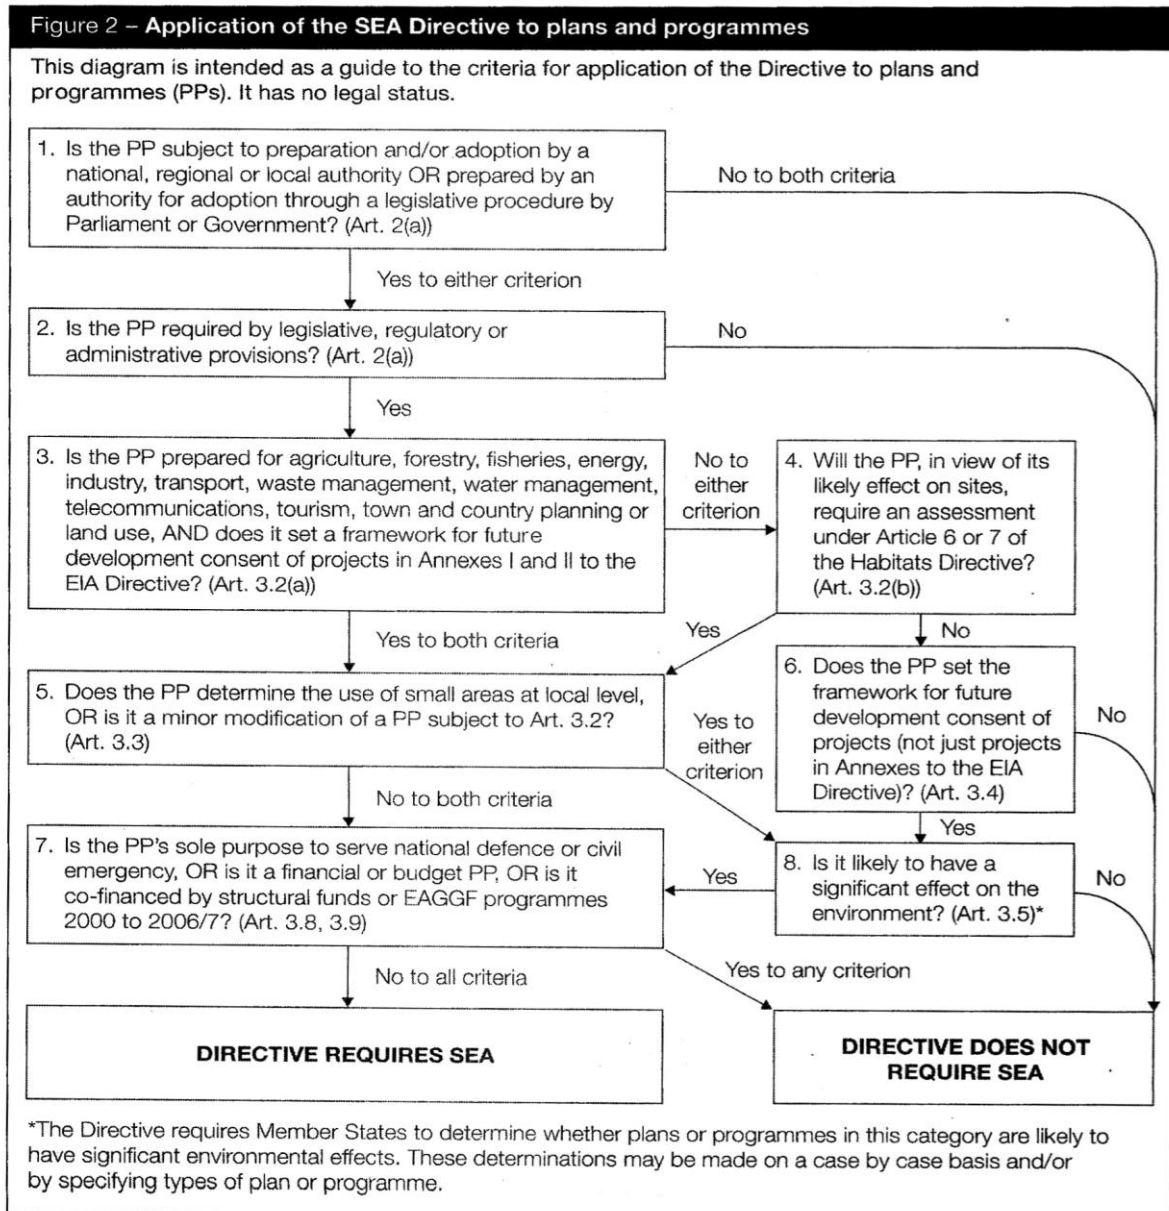 Figure 2 – Application of the SEA Directive to plans and programmes
This diagram is intended as a guide to the criteria for application of the Directive to plans and
programmes (PPs). It has no legal status.
1. Is the PP subject to preparation and/or adoption by a
national, regional or local authority OR prepared by an
authority for adoption through a legislative procedure by
Parliament or Government? (Art. 2(a))
No to both criteria
Yes to either criterion
2. Is the PP required by legislative, regulatory or
administrative provisions? (Art. 2(a))
No
Yes
3. Is the PP prepared for agriculture, forestry, fisheries, energy,
industry, transport, waste management, water management,
telecommunications, tourism, town and country planning or
land use, AND does it set a framework for future
development consent of projects in Annexes I and II to the
EIA Directive? (Art. 3.2(a))
No to
either
criterion
4. Will the PP, in view of its
likely effect on sites,
require an assessment
under Article 6 or 7 of
the Habitats Directive?
(Art. 3.2(b))
Yes to both criteria
Yes
No
5. Does the PP determine the use of small areas at local level,
OR is it a minor modification of a PP subject to Art. 3.2?
(Art. 3.3)
Yes to
either
criterion
6. Does the PP set the
framework for future
development consent of
projects (not just projects
in Annexes to the EIA
Directive)? (Art. 3.4)
No
No to both criteria
Yes
7. Is the PP's sole purpose to serve national defence or civil
emergency, OR is it a financial or budget PP, OR is it
co-financed by structural funds or EAGGF programmes
2000 to 2006/7? (Art. 3.8, 3.9)
Yes
8. Is it likely to have a
significant effect on the
environment? (Art. 3.5)*
No
No to all criteria
Yes to any criterion
DIRECTIVE REQUIRES SEA
DIRECTIVE DOES NOT
REQUIRE SEA
*The Directive requires Member States to determine whether plans or programmes in this category are likely to
have significant environmental effects. These determinations may be made on a case by case basis and/or
by specifying types of plan or programme.